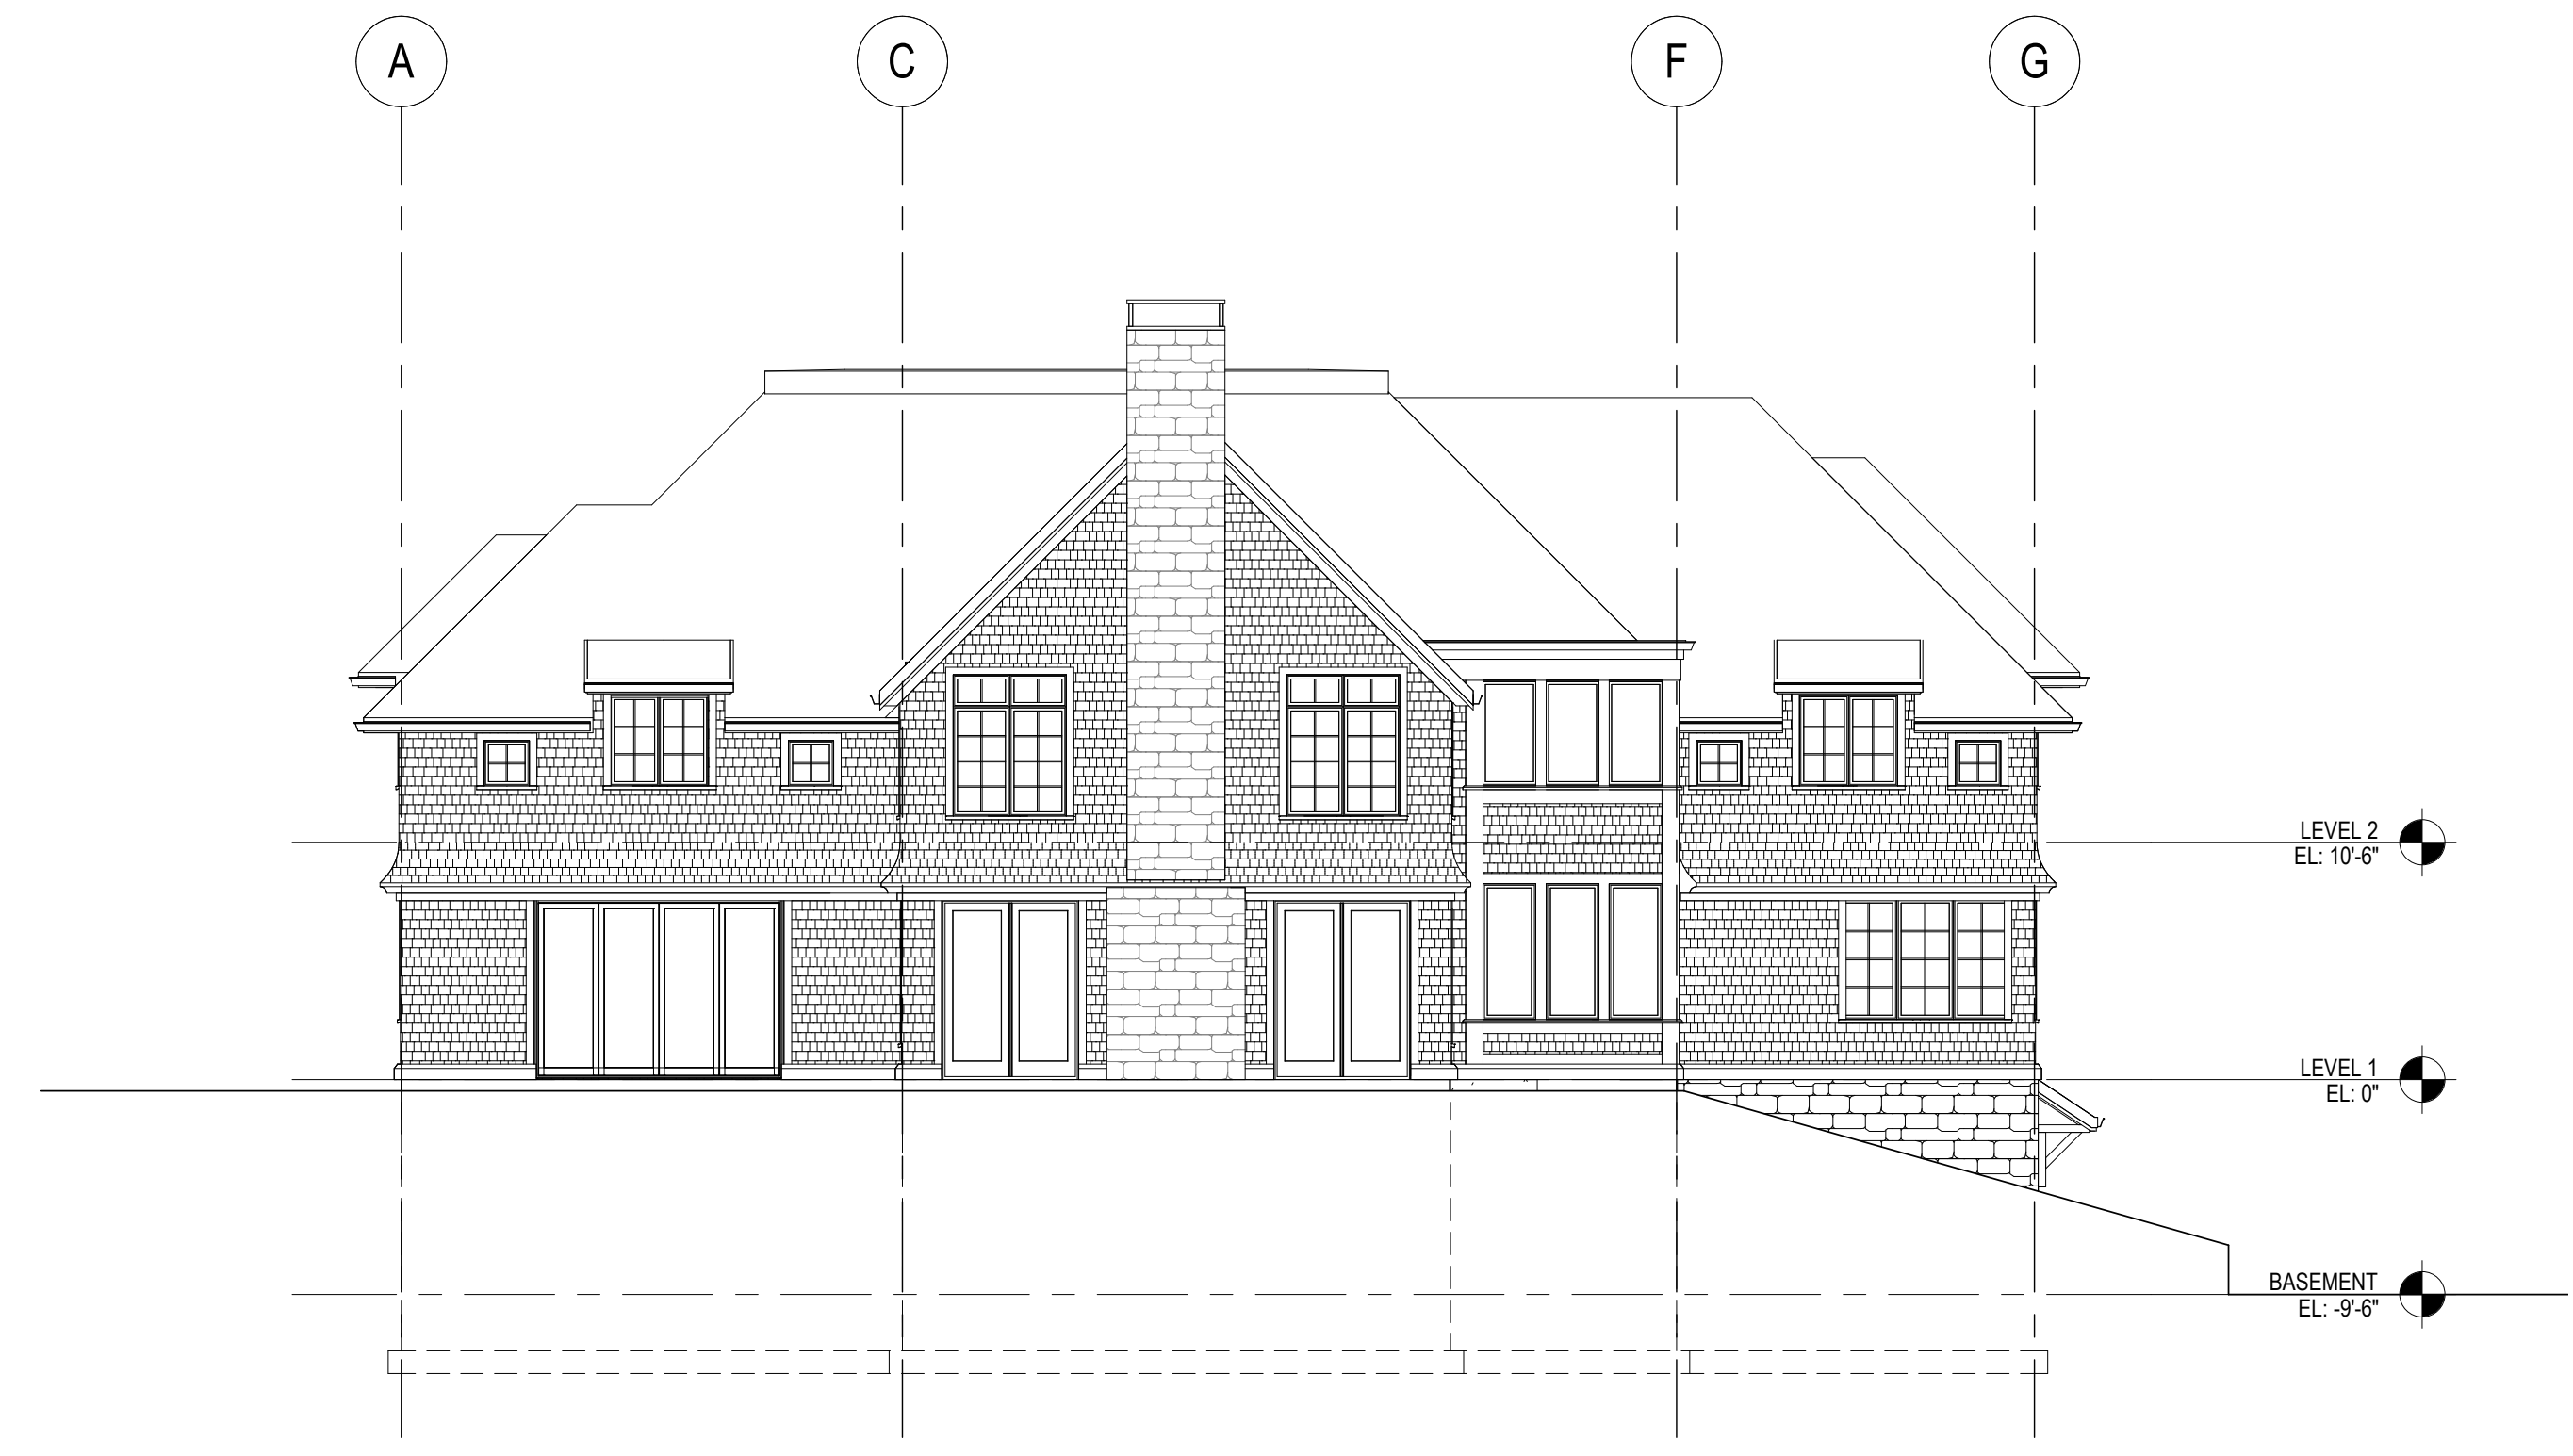 A
C
F
G
LEVEL 2
EL: 10'-6"
LEVEL 1
EL: 0"
BASEMENT
EL: -9'-6"